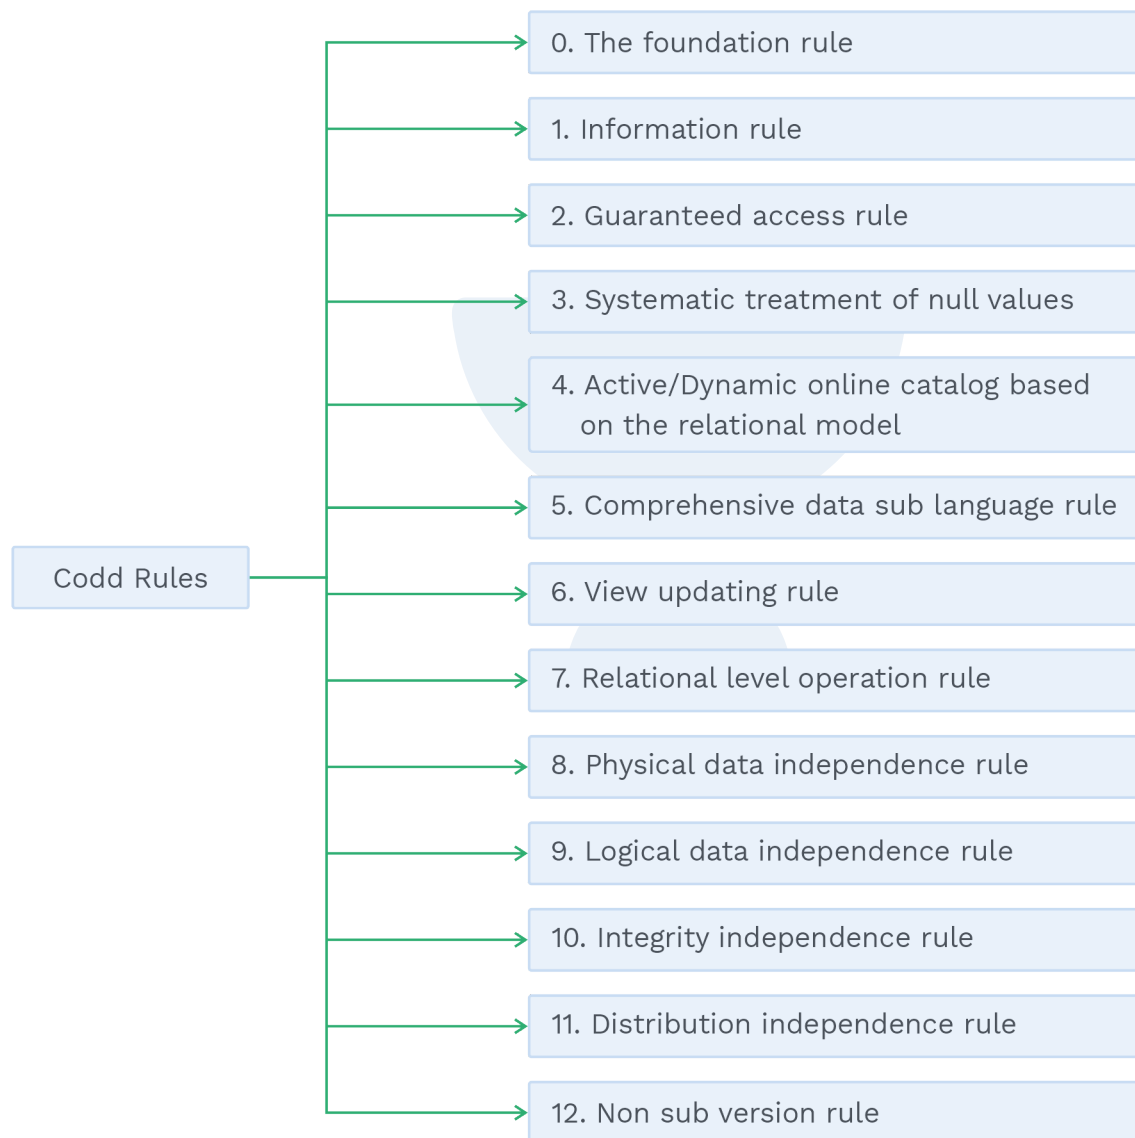 0. The foundation rule
1. Information rule
2. Guaranteed access rule
3. Systematic treatment of null values
4. Active/Dynamic online catalog based
on the relational model
5. Comprehensive data sub language rule
Codd Rules
6. View updating rule
7. Relational level operation rule
8. Physical data independence rule
9. Logical data independence rule
10. Integrity independence rule
11. Distribution independence rule
12. Non sub version rule